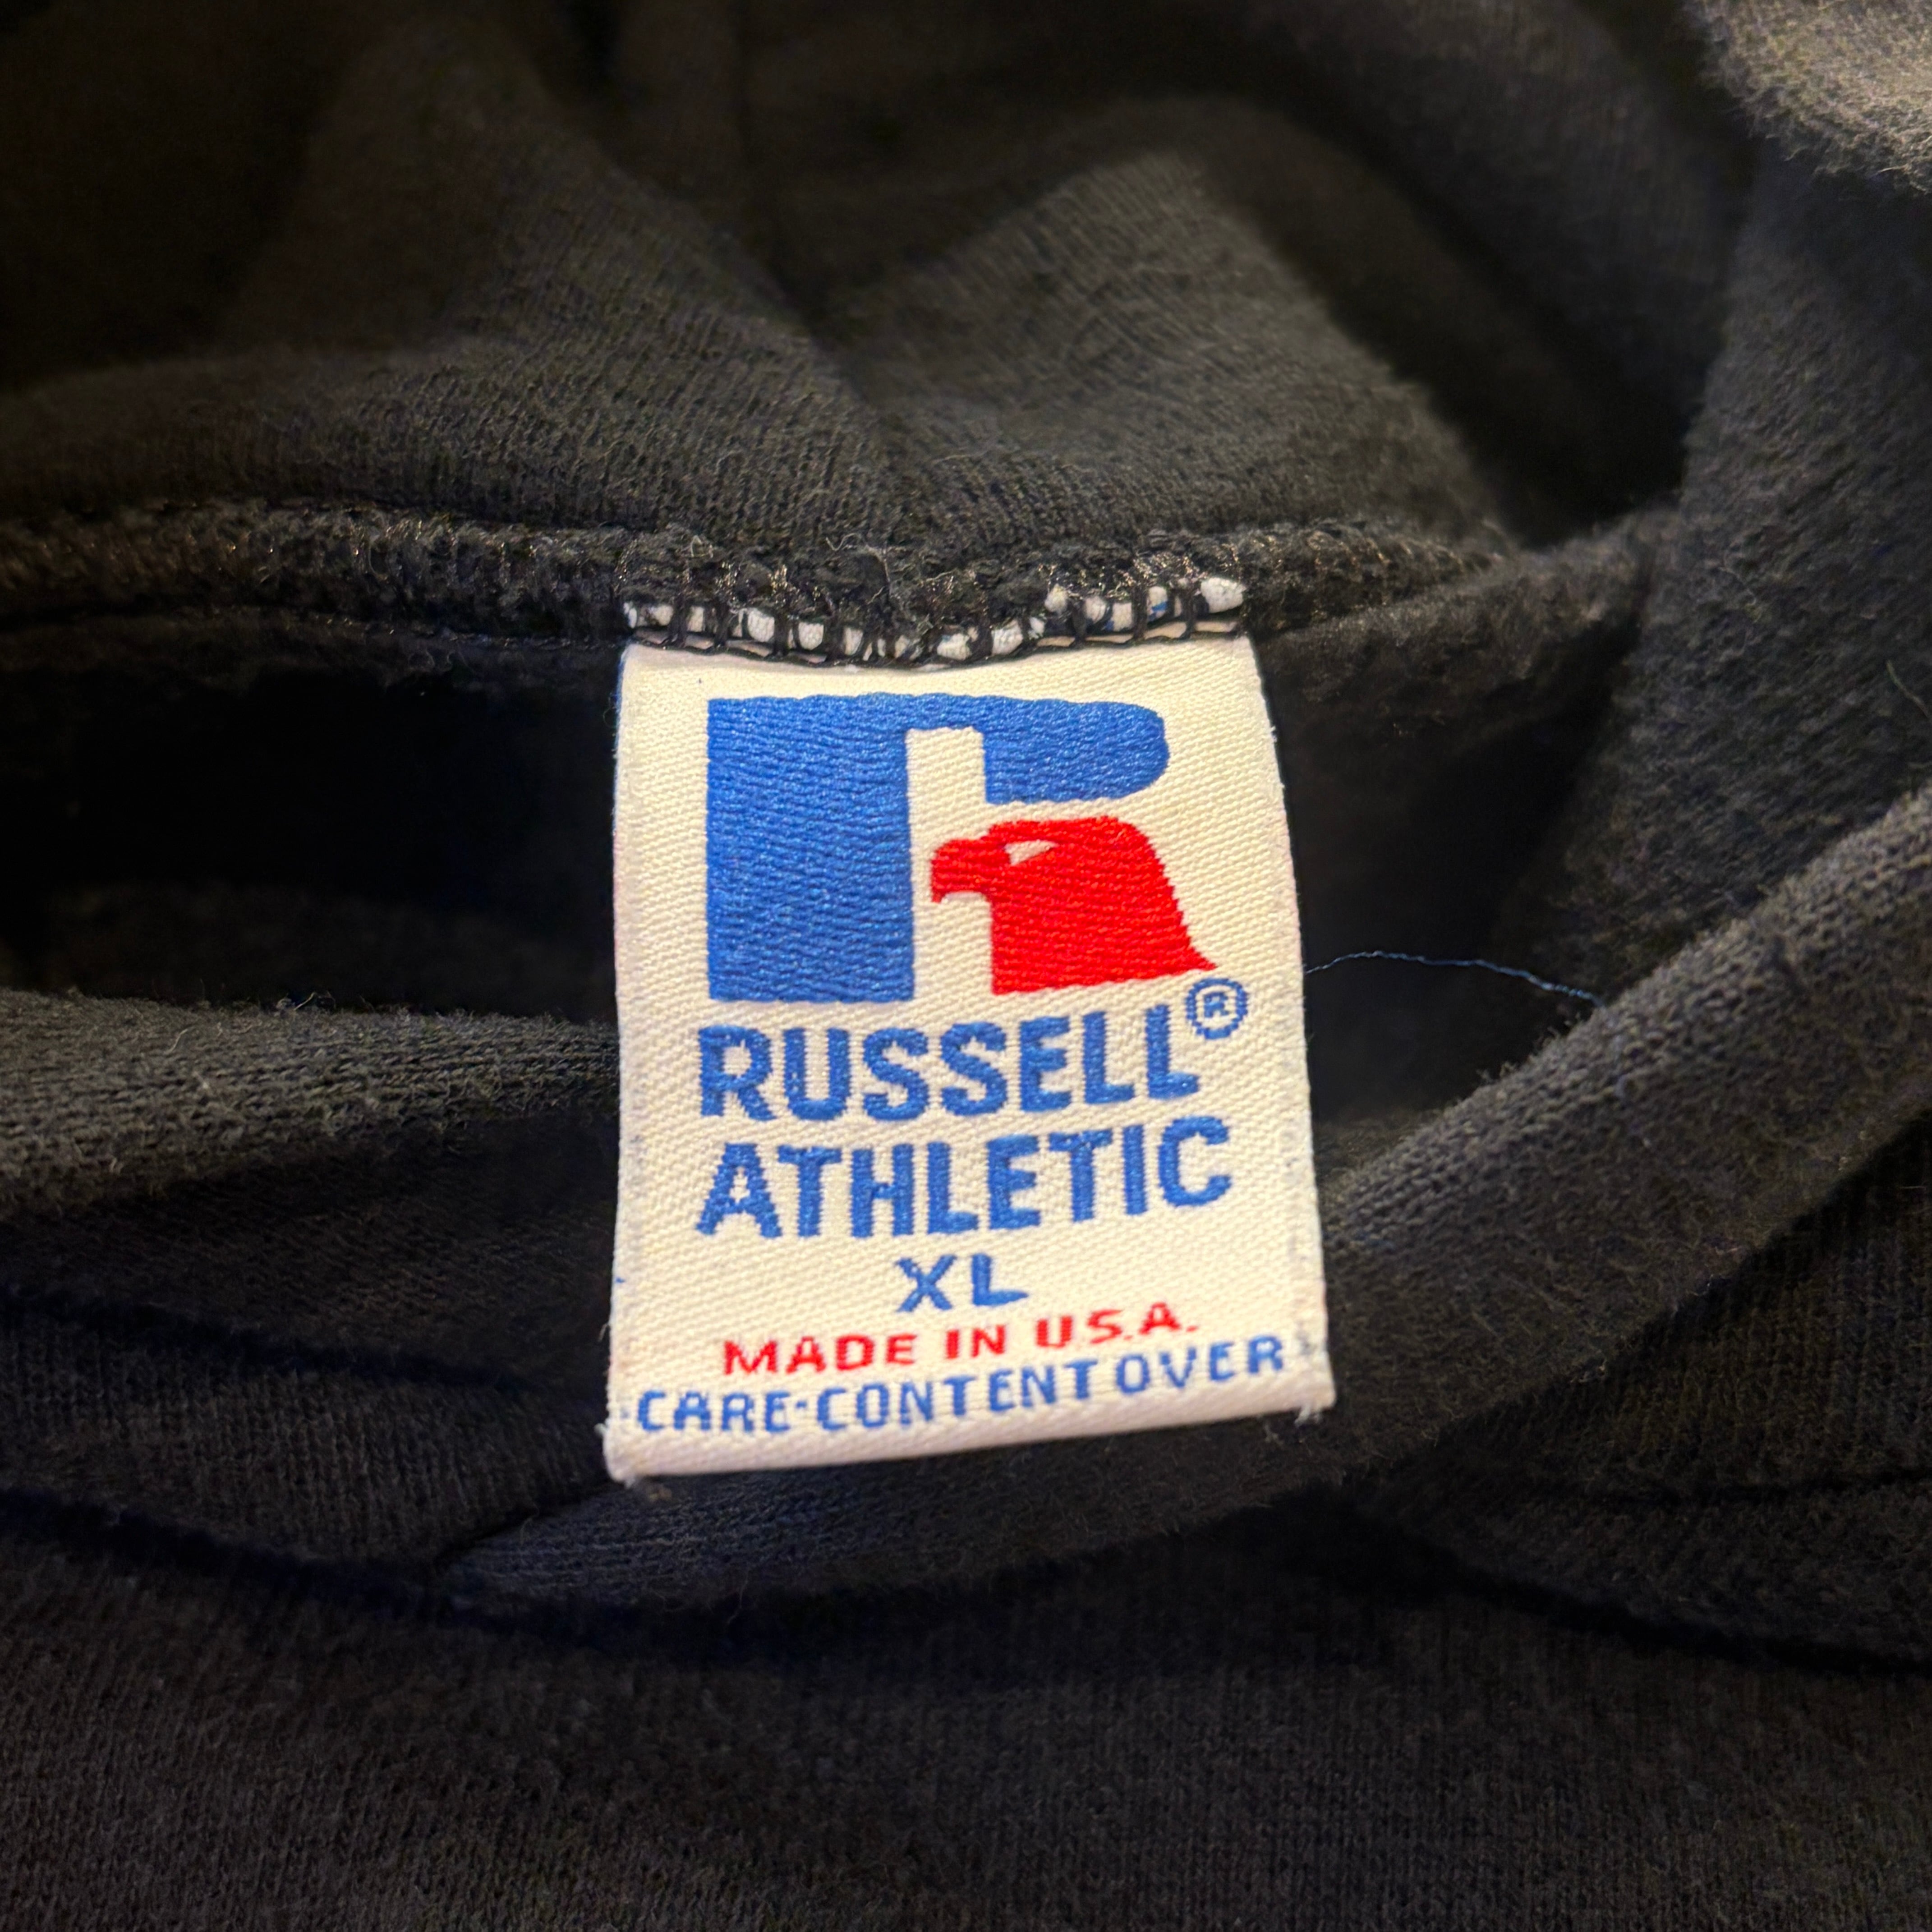 RUSSELL®
ATHLETIC
XL
MADE IN U.S.A.
CARE-CONTENT OVER